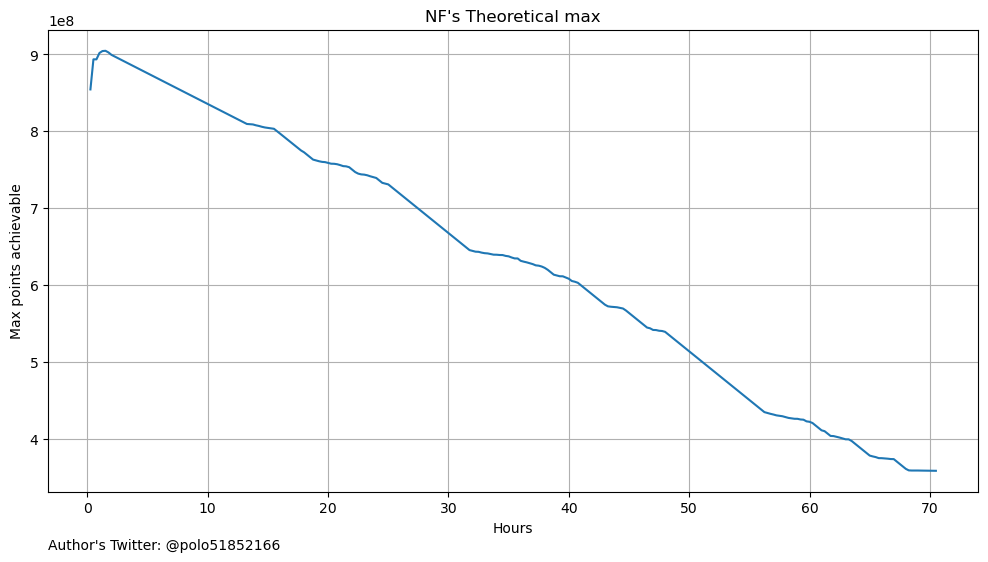 NF's Theoretical max
1e8
9
8
7
6
5
4
Max points achievable
0 10 20 30 40 50 60 70
Hours
Author's Twitter: @polo51852166